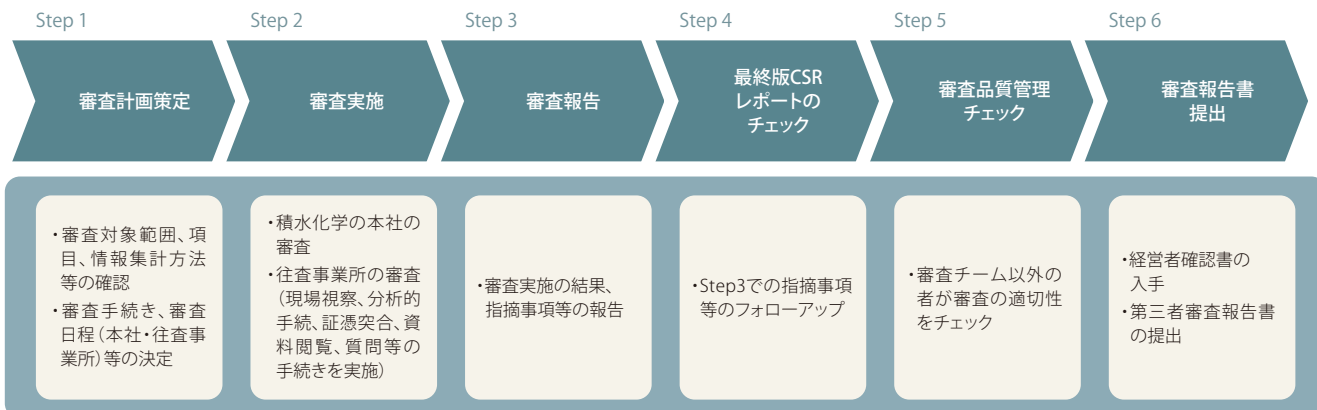 Step 1
Step 2
Step 3
Step 4
Step 5
Step 6
審査計画策定
審査実施
審査報告
最終版CSR
レポートの
チェック
審査品質管理
チェック
審査報告書
提出
・審査対象範囲、項
目、情報集計方法
等の確認
・審査手続き、審査
日程(本社・往査事
業所)等の決定
・積水化学の本社の
審査
・往査事業所の審査
(現場視察、分析的
手続、証憑突合、資
料閲覧、質問等の
手続きを実施)
・審査実施の結果、
指摘事項等の報告
・Step3での指摘事項
等のフォローアップ
・審査チーム以外の
者が審査の適切性
をチェック
・経営者確認書の
入手
・第三者審査報告書
の提出